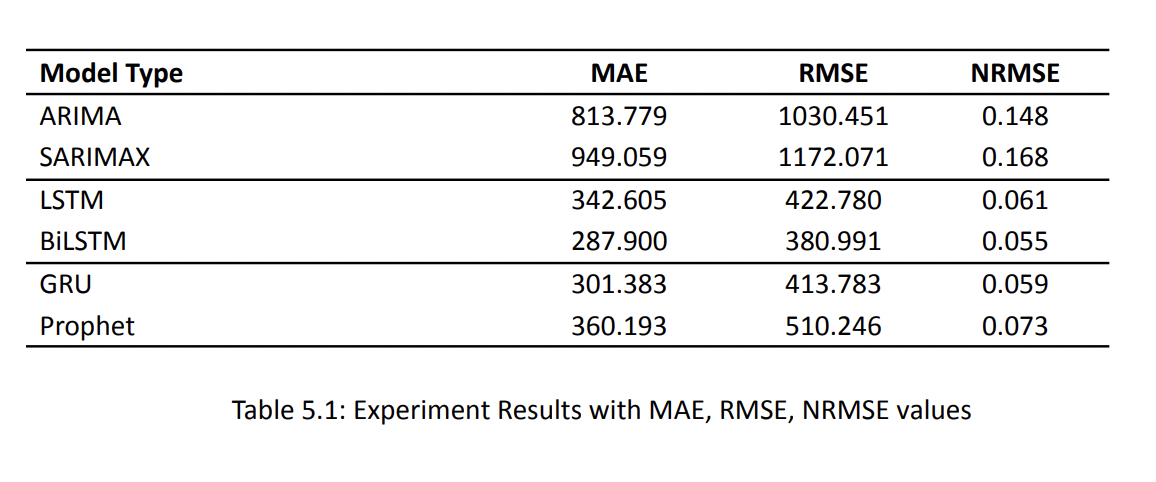 Model Type MAE RMSE NRMSE
ARIMA 813.779 1030.451 0.148
SARIMAX 949.059 1172.071 0.168
LSTM 342.605 422.780 0.061
BiLSTM 287.900 380.991 0.055
GRU 301.383 413.783 0.059
Prophet 360.193 510.246 0.073
Table 5.1: Experiment Results with MAE, RMSE, NRMSE values